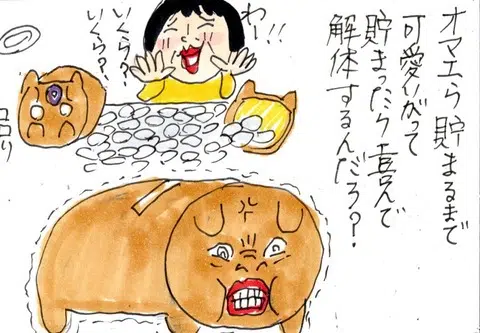 オマエら貯まるまで
可愛いがって
貯まったら喜んで
解体するんだろ？
わー!!
いくら？
いくら？
コロリ